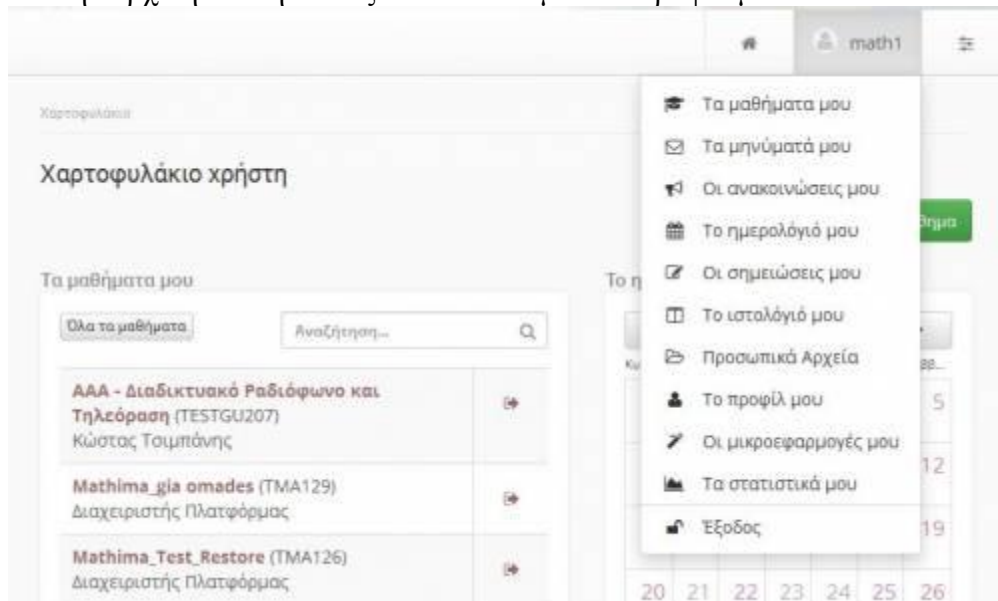 math1
Χαρτοφυλάκιο
Χαρτοφυλάκιο χρήστη
Τα μαθήματα μου
Τα μηνύματά μου
Οι ανακοινώσεις μου
Το ημερολόγιό μου
Οι σημειώσεις μου
Το ιστολόγιό μου
Προσωπικά Αρχεία
Το προφίλ μου
Οι μικροεφαρμογές μου
Τα στατιστικά μου
Έξοδος
Τα μαθήματα μου
Όλα τα μαθήματα
Αναζήτηση...
ΑΑΑ - Διαδικτυακό Ραδιόφωνο και
Τηλεόραση (TESTGU207)
Κώστας Τσιμπάνης
Mathima_gia omades (TMA129)
Διαχειριστής Πλατφόρμας
Mathima_Test_Restore (TMA126)
Διαχειριστής Πλατφόρμας
5
12
19
20 21 22 23 24 25 26